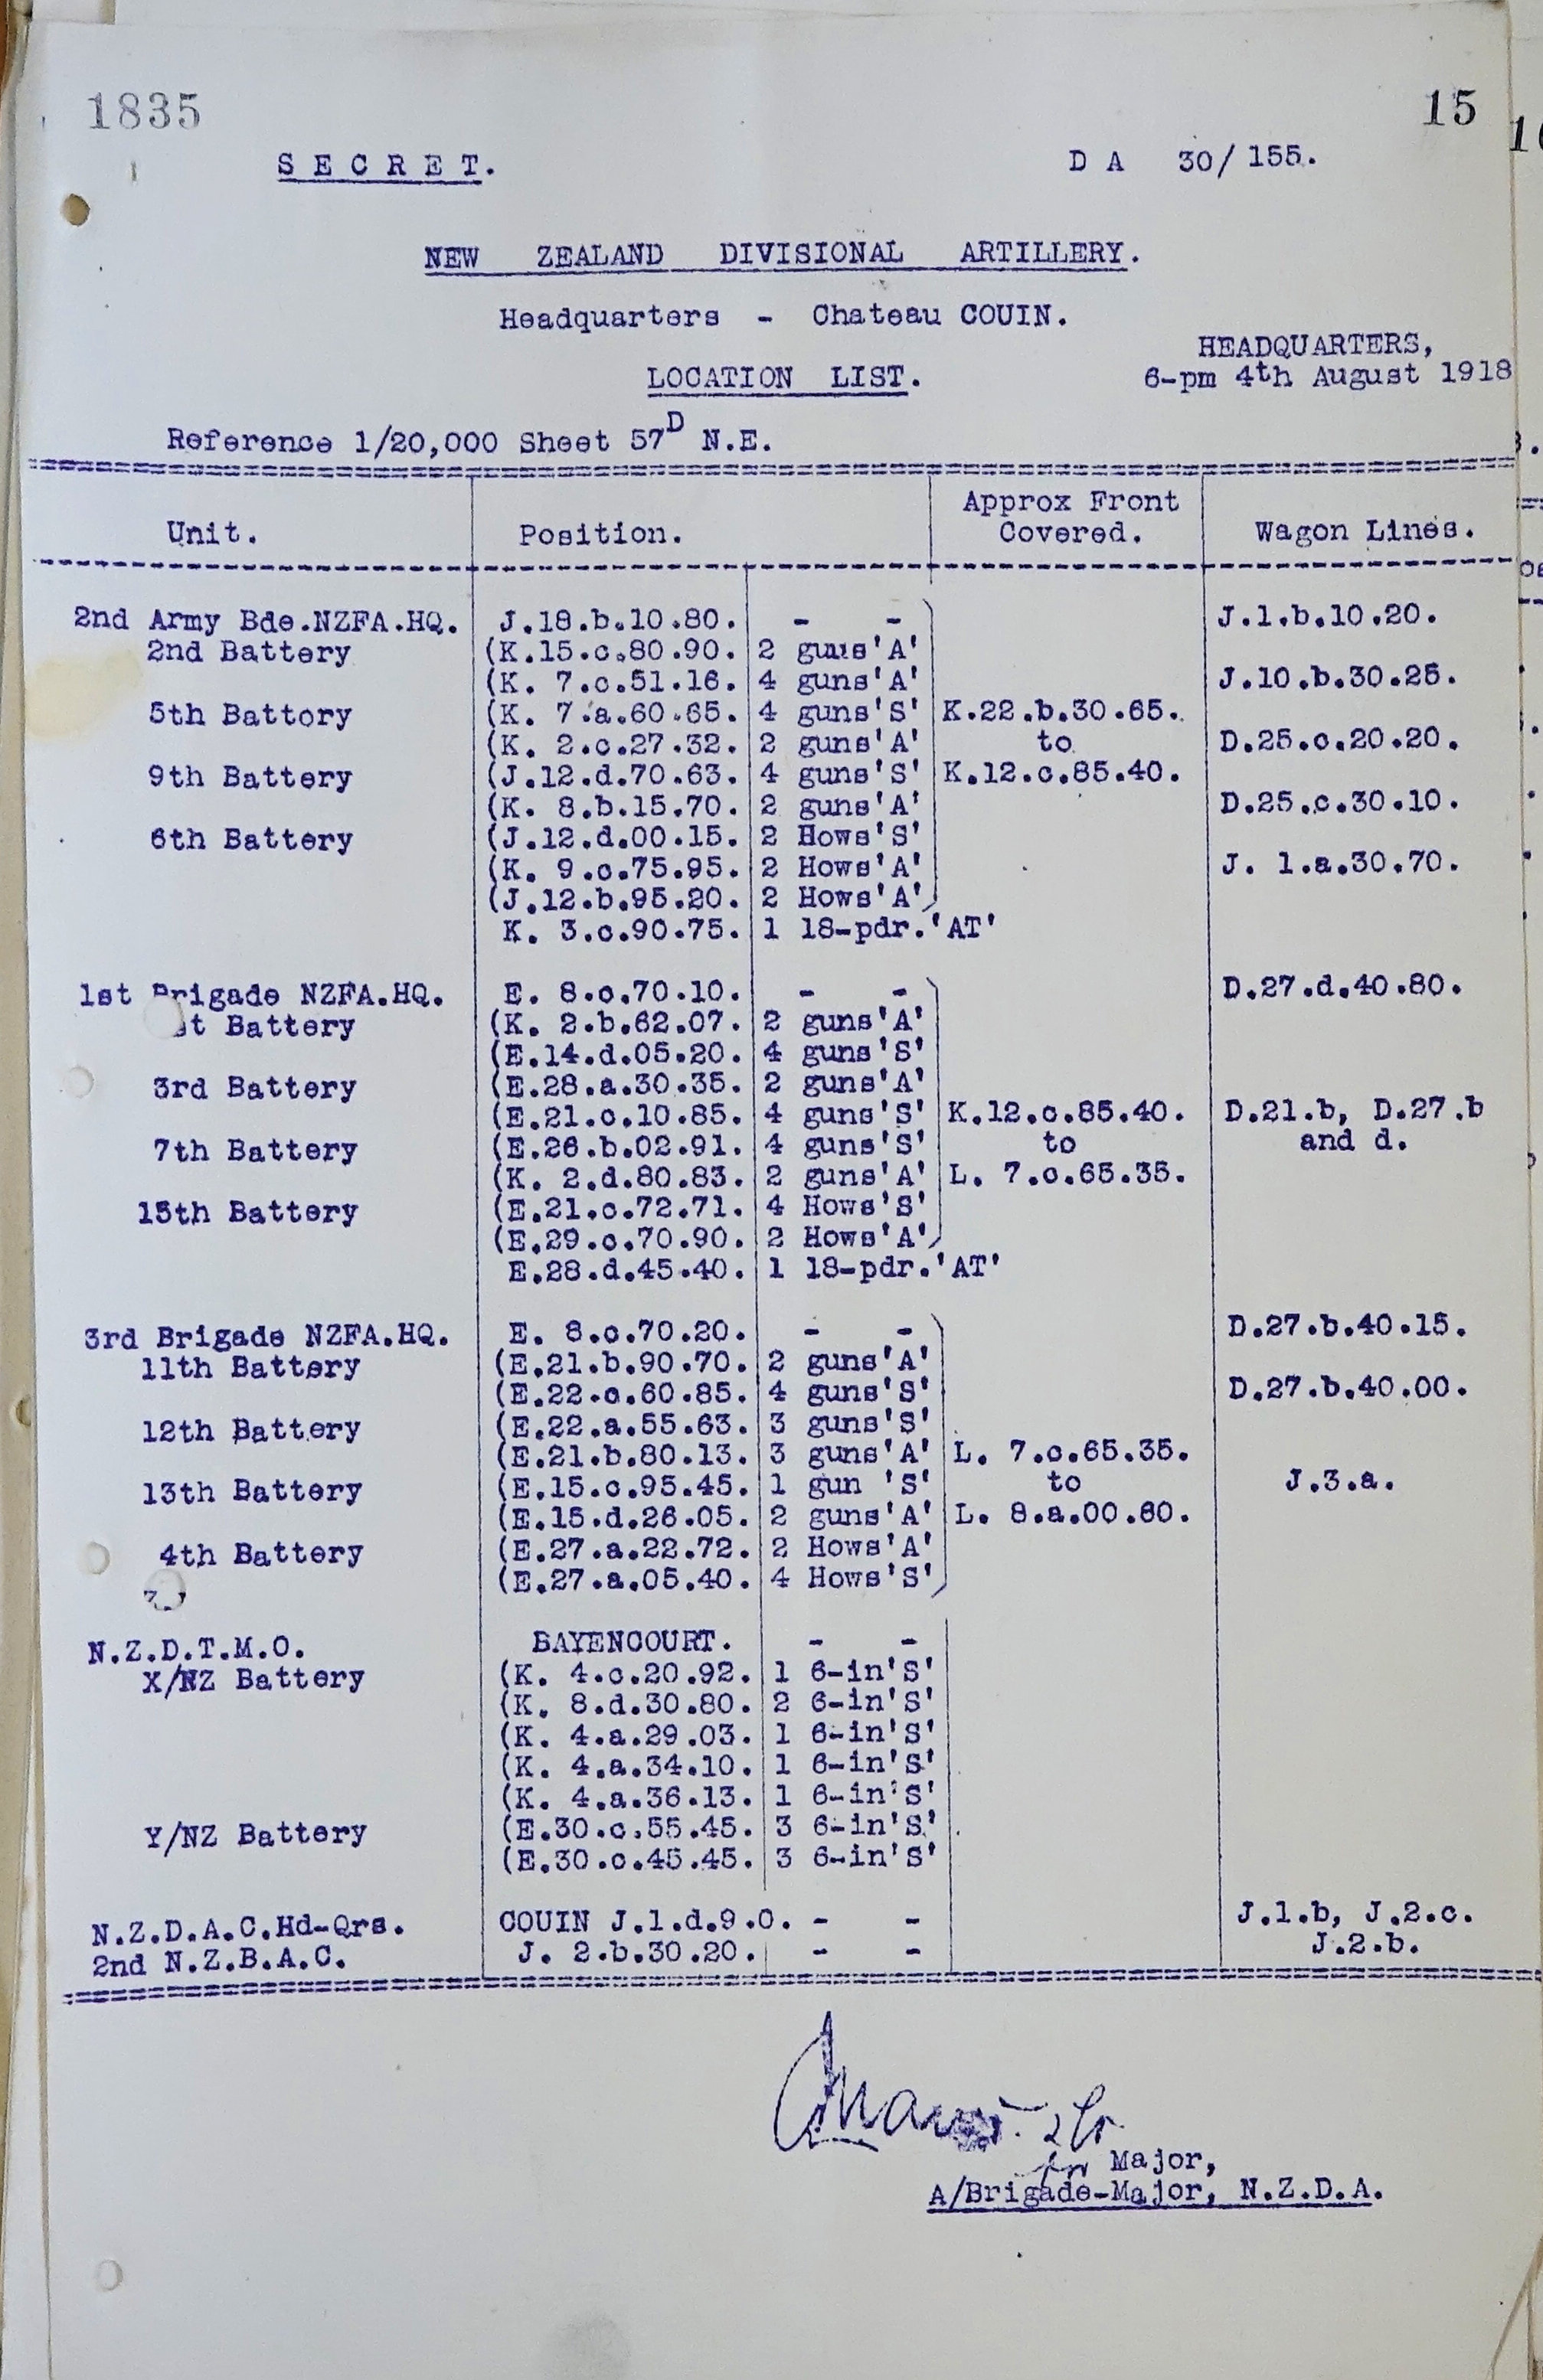 1835
15
SECRET.
D A 30/155.
NEW ZEALAND DIVISIONAL ARTILLERY.
Headquarters - Chateau COUIN.
HEADQUARTERS,
LOCATION LIST.
6-pm 4th August 1918
Reference 1/20,000 Sheet 57D N.E.
Unit. Position. Approx Front Covered. Wagon Lines.
2nd Army Bde.NZFA.HQ. J.18.b.10.80. - - J.1.b.10.20.
2nd Battery (K.15.c.80.90. 2 guns'A'
(K. 7.c.51.16. 4 guns'A' J.10.b.30.25.
5th Battory (K. 7.a.60.65. 4 guns'S' K.22.b.30.65.
(K. 2.c.27.32. 2 guns'A' to D.25.c.20.20.
9th Battery (J.12.d.70.63. 4 guns'S' K.12.c.85.40.
(K. 8.b.15.70. 2 guns'A' D.25.c.30.10.
6th Battery (J.12.d.00.15. 2 Hows'S'
(K. 9.c.75.95. 2 Hows'A' J. 1.a.30.70.
(J.12.b.95.20. 2 Hows'A')
K. 3.c.90.75. 1 18-pdr.'AT'
1st Brigade NZFA.HQ. E. 8.c.70.10. - - D.27.d.40.80.
st Battery (K. 2.b.62.07. 2 guns'A'
(E.14.d.05.20. 4 guns'S'
3rd Battery (E.28.a.30.35. 2 guns'A'
(E.21.c.10.85. 4 guns'S' K.12.c.85.40. D.21.b, D.27.b
7th Battery (E.26.b.02.91. 4 guns'S' to and d.
(K. 2.d.80.83. 2 guns'A' L. 7.c.65.35.
15th Battery (E.21.c.72.71. 4 Hows'S'
(E.29.c.70.90. 2 Hows'A')
E.28.d.45.40. 1 18-pdr.'AT'
3rd Brigade NZFA.HQ. E. 8.c.70.20. - - D.27.b.40.15.
11th Battery (E.21.b.90.70. 2 guns'A'
(E.22.c.60.85. 4 guns'S' D.27.b.40.00.
12th Battery (E.22.a.55.63. 3 guns'S'
(E.21.b.80.13. 3 guns'A' L. 7.c.65.35.
13th Battery (E.15.c.95.45. 1 gun 'S' to J.3.a.
(E.15.d.26.05. 2 guns'A' L. 8.a.00.60.
4th Battery (E.27.a.22.72. 2 Hows'A'
(E.27.a.05.40. 4 Hows'S')
N.Z.D.T.M.O. BAYENCOURT. - -
X/NZ Battery (K. 4.c.20.92. 1 6-in'S'
(K. 8.d.30.80. 2 6-in'S'
(K. 4.a.29.03. 1 6-in'S'
(K. 4.a.34.10. 1 6-in'S'
(K. 4.a.36.13. 1 6-in'S'
Y/NZ Battery (E.30.c.55.45. 3 6-in'S'
(E.30.c.45.45. 3 6-in'S'
N.Z.D.A.C.Hd-Qrs. COUIN J.1.d.9.0. - - J.1.b, J.2.c.
2nd N.Z.B.A.C. J. 2.b.30.20. - - J.2.b.
for Major,
A/Brigade-Major, N.Z.D.A.